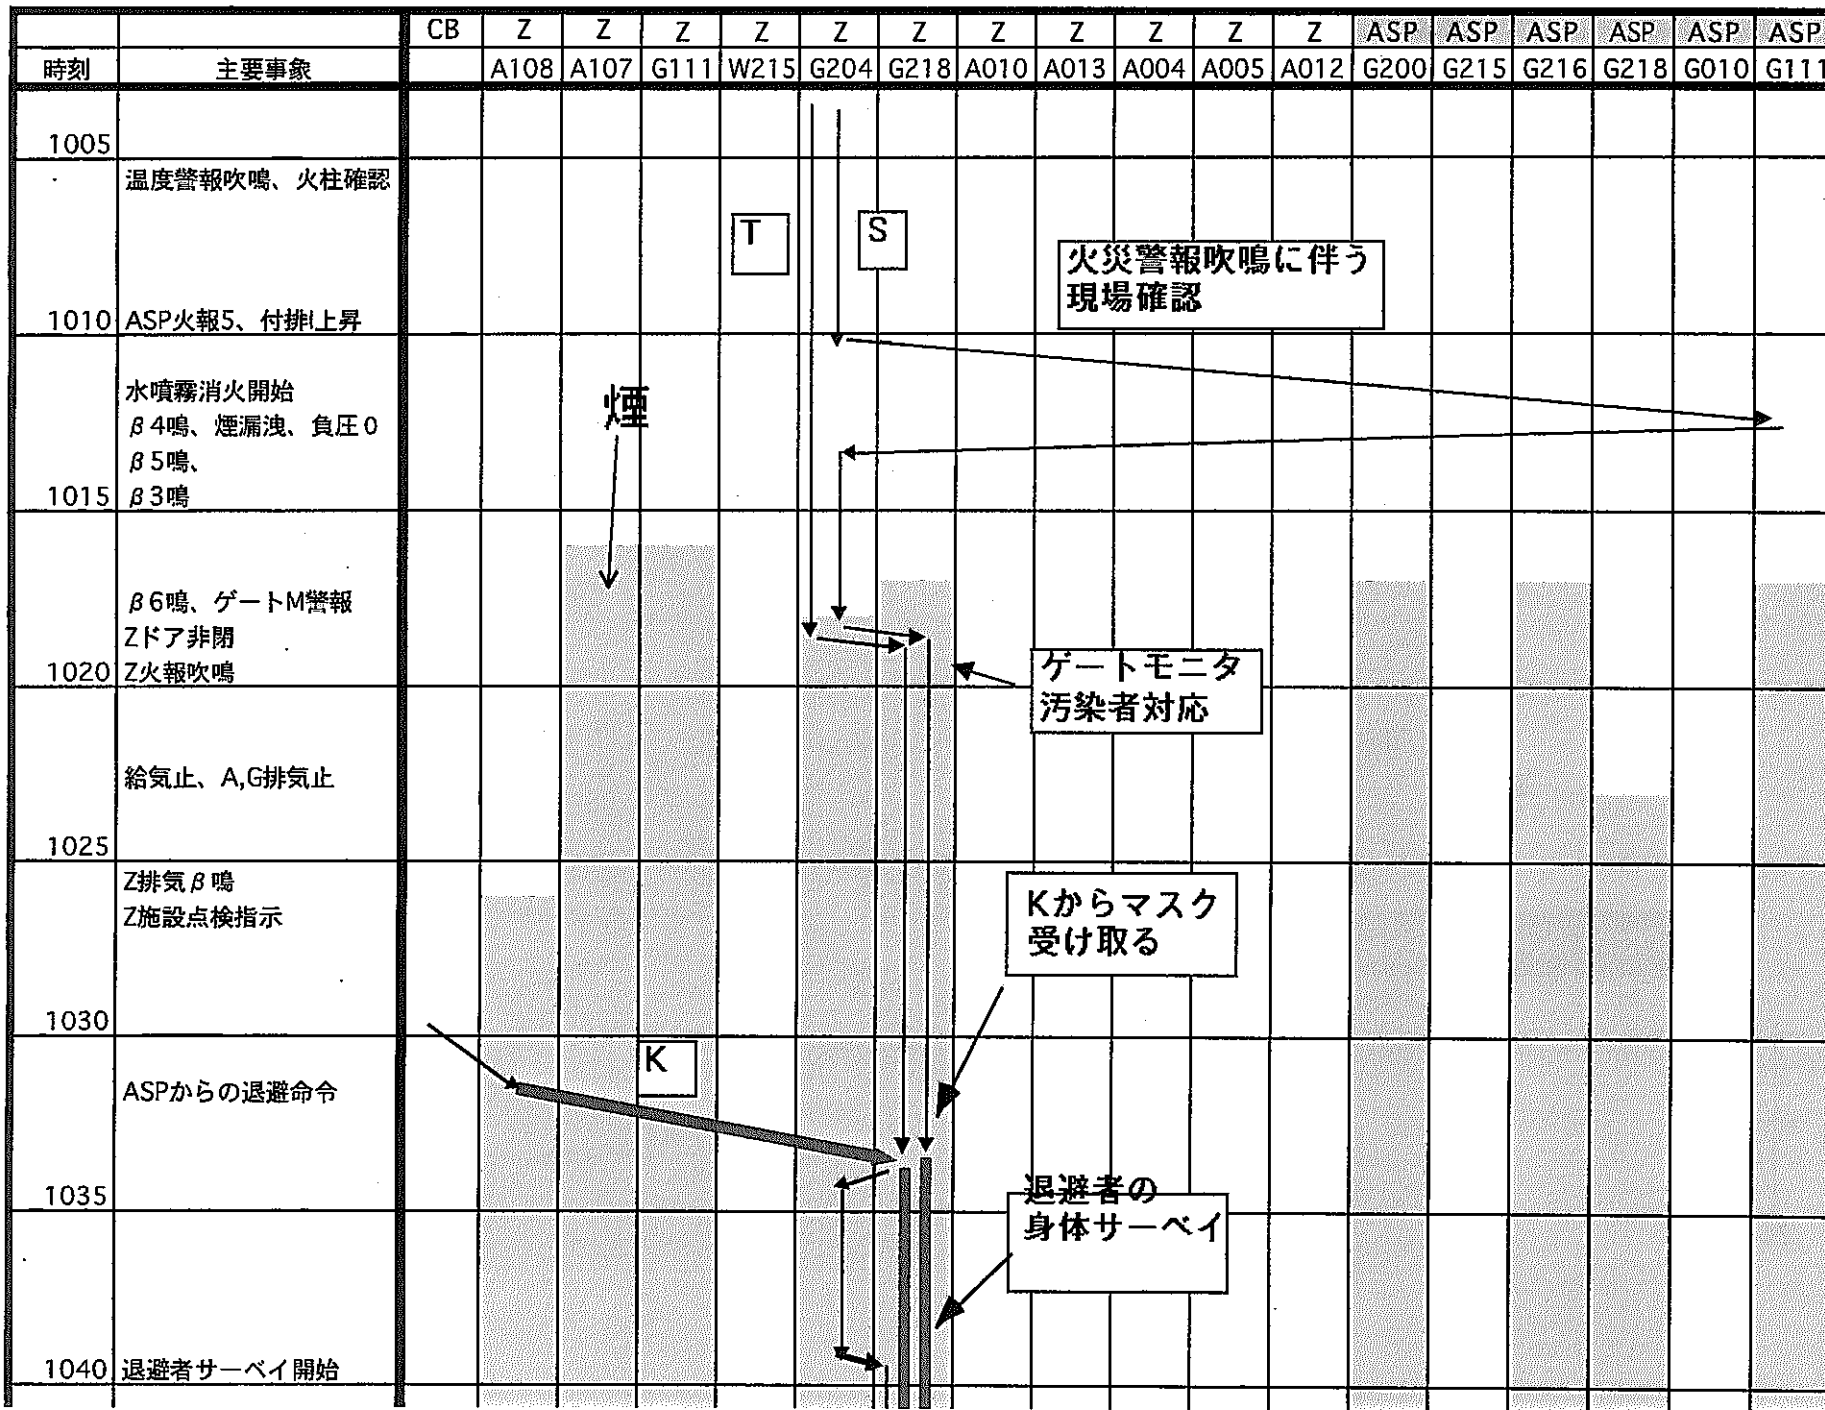 CB Z Z Z Z Z Z Z Z Z Z Z ASP ASP ASP ASP ASP ASP
時刻 主要事象 A108 A107 G111 W215 G204 G218 A010 A013 A004 A005 A012 G200 G215 G216 G218 G010 G111
1005
温度警報吹鳴、火柱確認
T
S
火災警報吹鳴に伴う
現場確認
1010 ASP火報5、付排I上昇
水噴霧消火開始
煙
β4鳴、煙漏洩、負圧0
β5鳴、
1015 β3鳴
β6鳴、ゲートM警報
Zドア非閉
1020 Z火報吹鳴
ゲートモニタ
汚染者対応
給気止、A,G排気止
1025
Z排気β鳴
Z施設点検指示
Kからマスク
受け取る
1030
K
ASPからの退避命令
1035
退避者の
身体サーベイ
1040 退避者サーベイ開始